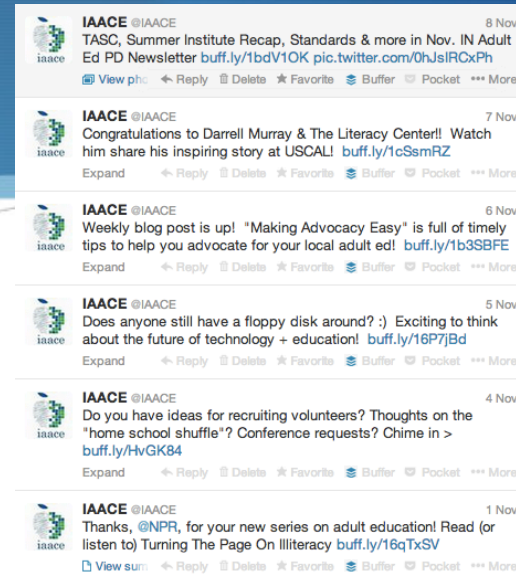 IAACE @IAACE 8 Nov
TASC, Summer Institute Recap, Standards & more in Nov. IN Adult
Ed PD Newsletter buff.ly/1bdV1OK pic.twitter.com/0hJslRCxPh
View pho Reply Delete Favorite Buffer Pocket More
iaace
IAACE @IAACE 7 Nov
Congratulations to Darrell Murray & The Literacy Center!! Watch
him share his inspiring story at USCAL! buff.ly/1cSsmRZ
Expand Reply Delete Favorite Buffer Pocket More
iaace
IAACE @IAACE 6 Nov
Weekly blog post is up! "Making Advocacy Easy" is full of timely
tips to help you advocate for your local adult ed! buff.ly/1b3SBFE
Expand Reply Delete Favorite Buffer Pocket More
iaace
IAACE @IAACE 5 Nov
Does anyone still have a floppy disk around? :) Exciting to think
about the future of technology + education! buff.ly/16P7jBd
Expand Reply Delete Favorite Buffer Pocket More
iaace
IAACE @IAACE 4 Nov
Do you have ideas for recruiting volunteers? Thoughts on the
"home school shuffle"? Conference requests? Chime in >
buff.ly/HvGK84
Expand Reply Delete Favorite Buffer Pocket More
iaace
IAACE @IAACE 1 Nov
Thanks, @NPR, for your new series on adult education! Read (or
listen to) Turning The Page On Illiteracy buff.ly/16qTxSV
View sum Reply Delete Favorite Buffer Pocket More
iaace